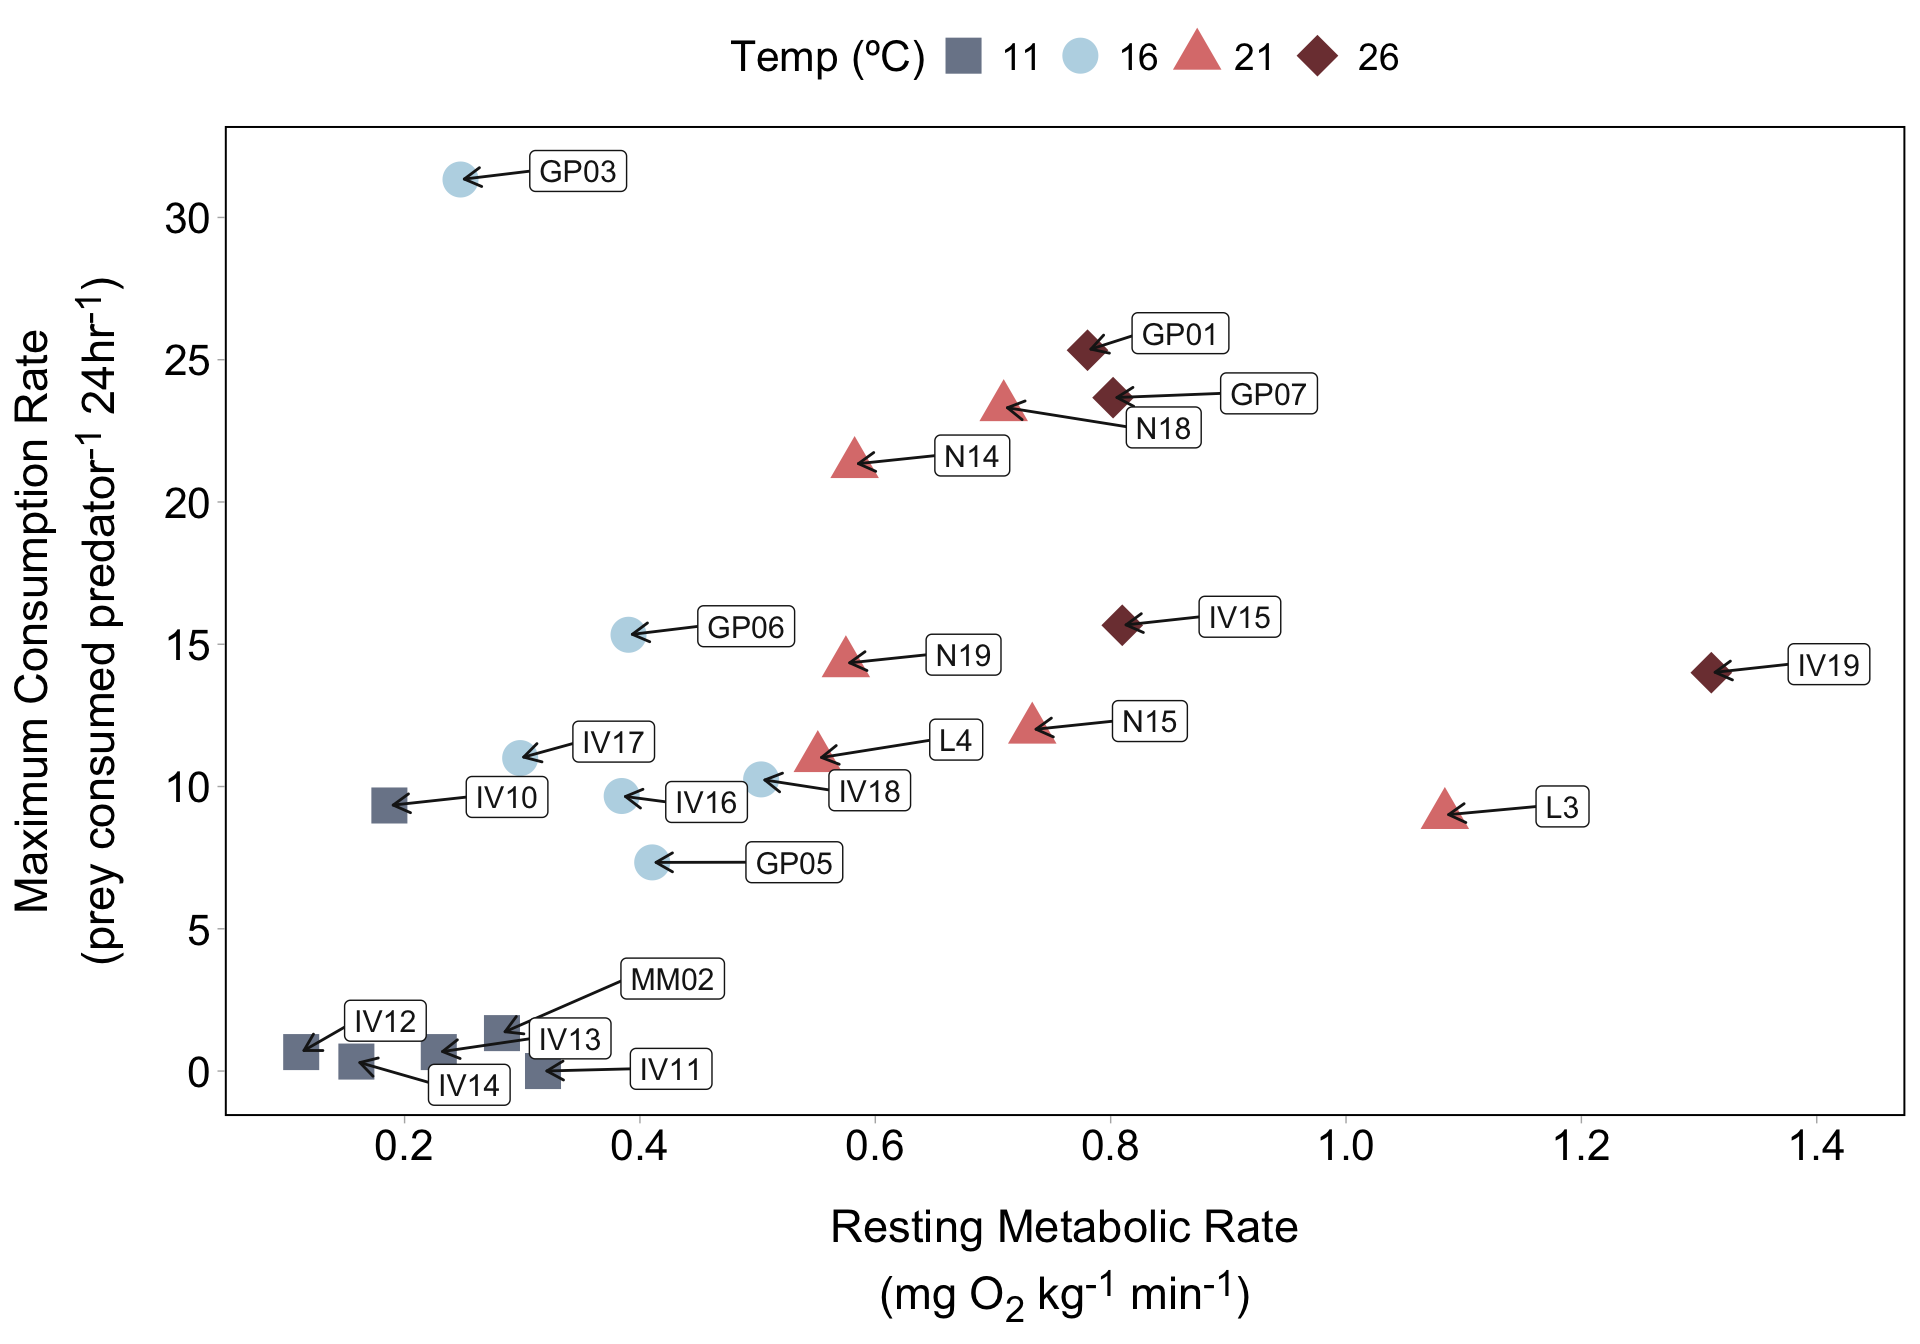 Temp (ºC) 11 16 21 26
Maximum Consumption Rate
(prey consumed predator⁻¹ 24hr⁻¹)
30
25
20
15
10
5
0
GP03
GP01
GP07
N18
N14
GP06
IV15
N19
IV19
N15
L4
IV17
IV18
IV10
IV16
L3
GP05
MM02
IV12
IV13
IV11
IV14
0.2 0.4 0.6 0.8 1.0 1.2 1.4
Resting Metabolic Rate
(mg O₂ kg⁻¹ min⁻¹)